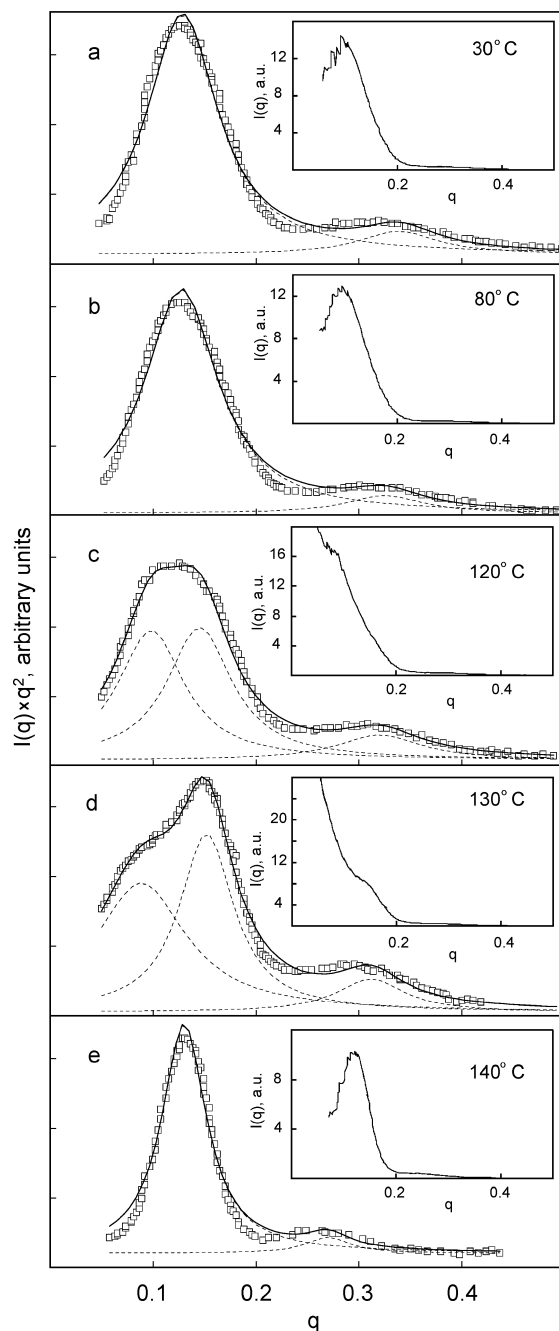 a
30° C
I(q), a.u.
12
8
4
0.2
0.4
q
b
80° C
I(q), a.u.
12
8
4
0.2
0.4
q
c
120° C
I(q), a.u.
16
12
8
4
0.2
0.4
q
d
130° C
I(q), a.u.
20
12
8
4
0.2
0.4
q
e
140° C
I(q), a.u.
8
4
0.2
0.4
q
I(q)×q², arbitrary units
0.1
0.2
0.3
0.4
q